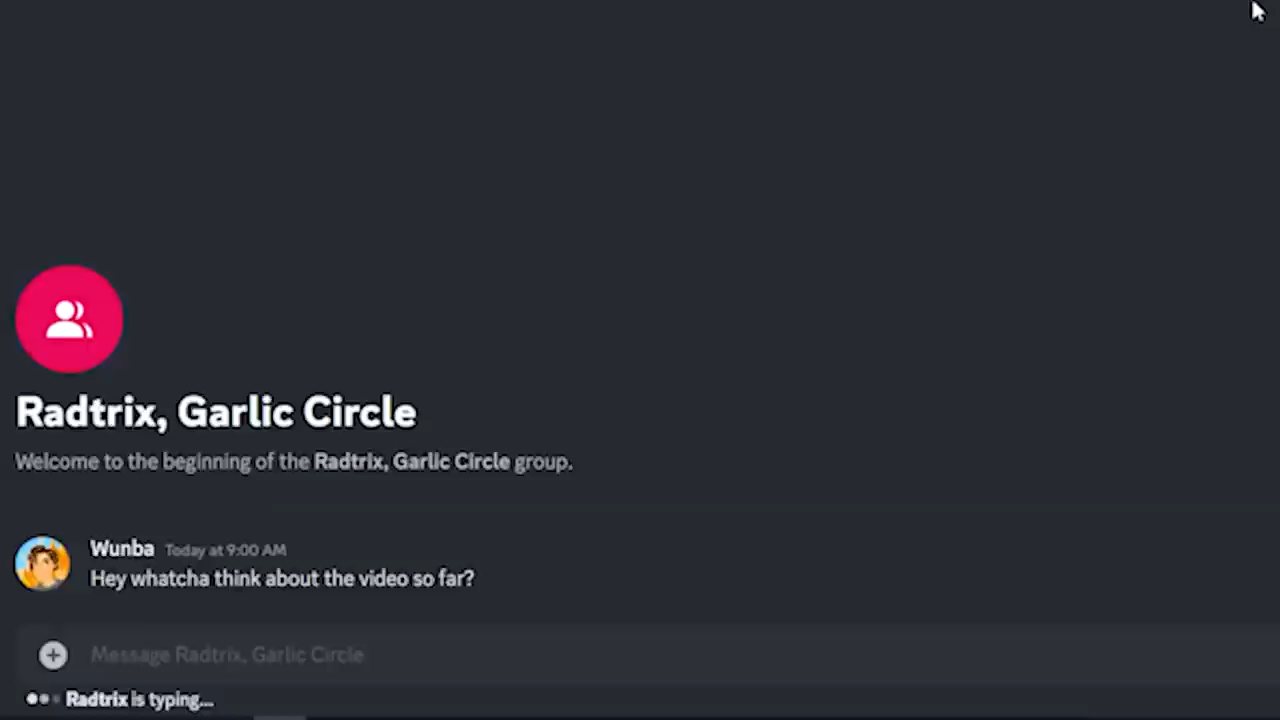 Radtrix, Garlic Circle
Welcome to the beginning of the Radtrix, Garlic Circle group.
Wunba Today at 9:00 AM
Hey whatcha think about the video so far?
Message Radtrix, Garlic Circle
Radtrix is typing...